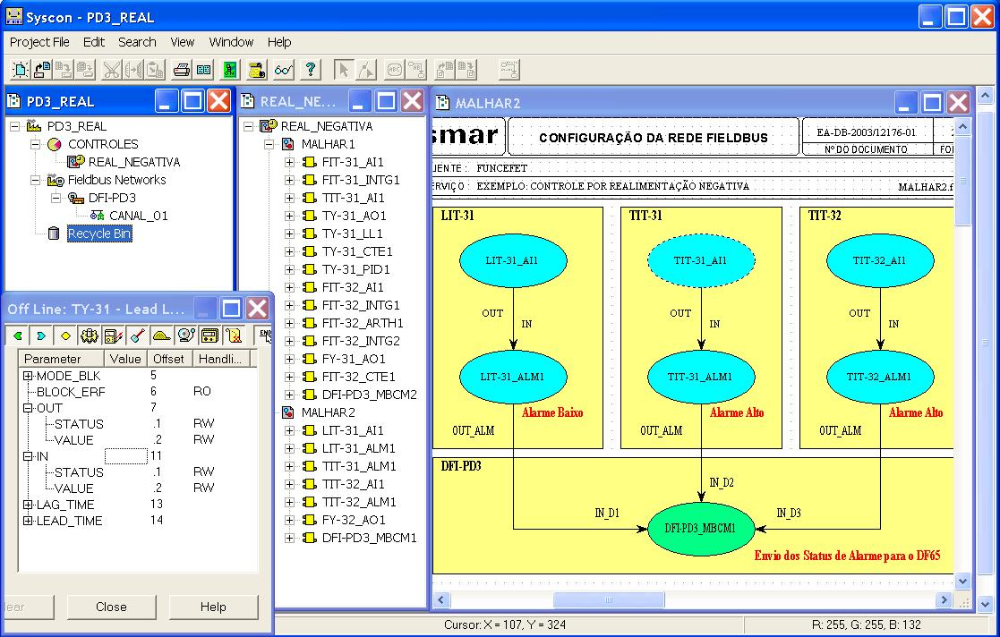 Syscon - PD3_REAL
Project File Edit Search View Window Help
PD3_REAL
PD3_REAL
CONTROLES
REAL_NEGATIVA
Fieldbus Networks
DFI-PD3
CANAL_01
Recycle Bin
REAL_NE...
REAL_NEGATIVA
MALHAR1
FIT-31_AI1
FIT-31_INTG1
TIT-31_AI1
TY-31_AO1
TY-31_LL1
TY-31_CTE1
TY-31_PID1
FIT-32_AI1
FIT-32_INTG1
FIT-32_ARTH1
FIT-32_INTG2
FY-31_AO1
FIT-32_CTE1
DFI-PD3_MBCM2
MALHAR2
LIT-31_AI1
LIT-31_ALM1
TIT-31_ALM1
TIT-32_AI1
TIT-32_ALM1
FY-32_AO1
DFI-PD3_MBCM1
Off Line: TY-31 - Lead L...
END
Parameter Value Offset Handli...
MODE_BLK 5
BLOCK_ERF 6 RO
OUT 7
STATUS .1 RW
VALUE .2 RW
IN 11
STATUS .1 RW
VALUE .2 RW
LAG_TIME 13
LEAD_TIME 14
lear Close Help
MALHAR2
smar CONFIGURAÇÃO DA REDE FIELDBUS EA-DB-2003/12176-01 2
Nº DO DOCUMENTO FOI
LIENTE : FUNCEFET
ERVIÇO : EXEMPLO: CONTROLE POR REALIMENTAÇÃO NEGATIVA MALHAR2.f
LIT-31 TIT-31 TIT-32
LIT-31_AI1 TIT-31_AI1 TIT-32_AI1
OUT IN OUT IN OUT IN
LIT-31_ALM1 TIT-31_ALM1 TIT-32_ALM1
Alarme Baixo Alarme Alto Alarme Alto
OUT_ALM OUT_ALM OUT_ALM
DFI-PD3
IN_D2
IN_D1 IN_D3
DFI-PD3_MBCM1
Envio dos Status de Alarme para o DF65
Cursor: X = 107, Y = 324 R: 255, G: 255, B: 132